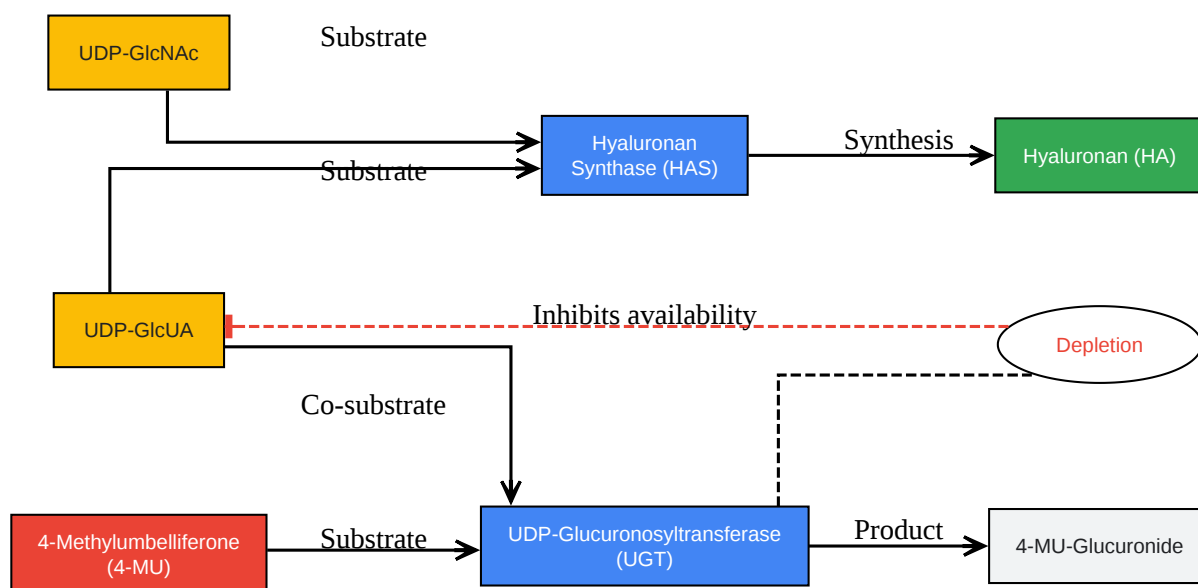 UDP-GlcNAc
Substrate
Hyaluronan
Synthase (HAS)
Synthesis
Hyaluronan (HA)
Substrate
UDP-GlcUA
Inhibits availability
Depletion
Co-substrate
4-Methylumbelliferone
(4-MU)
Substrate
UDP-Glucuronosyltransferase
(UGT)
Product
4-MU-Glucuronide